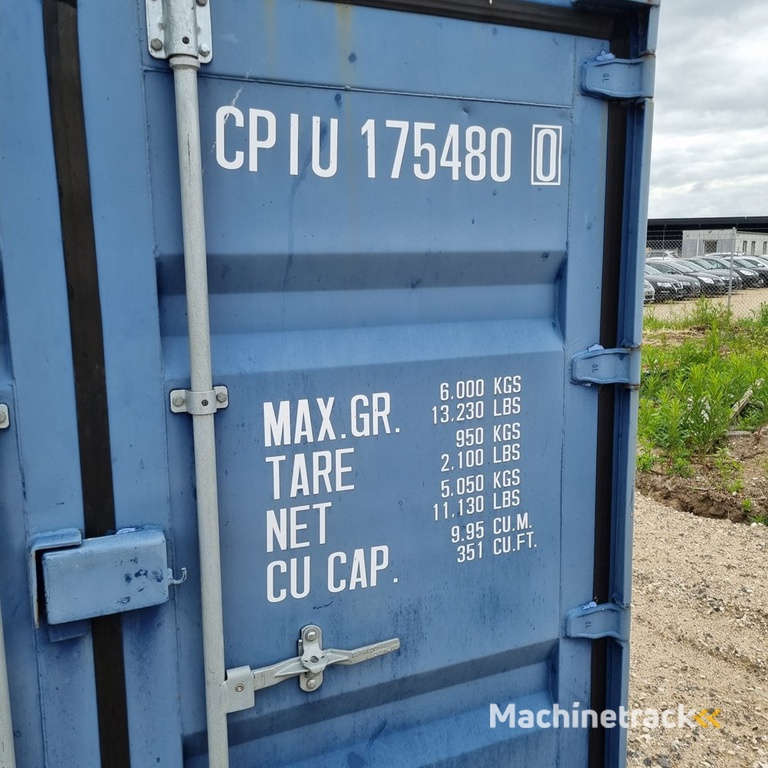 CPIU 175480 0
MAX.GR. 6.000 KGS
13.230 LBS
TARE 950 KGS
2.100 LBS
NET 5.050 KGS
11.130 LBS
CU CAP. 9.95 CU.M.
351 CU.FT.
Machinetrack